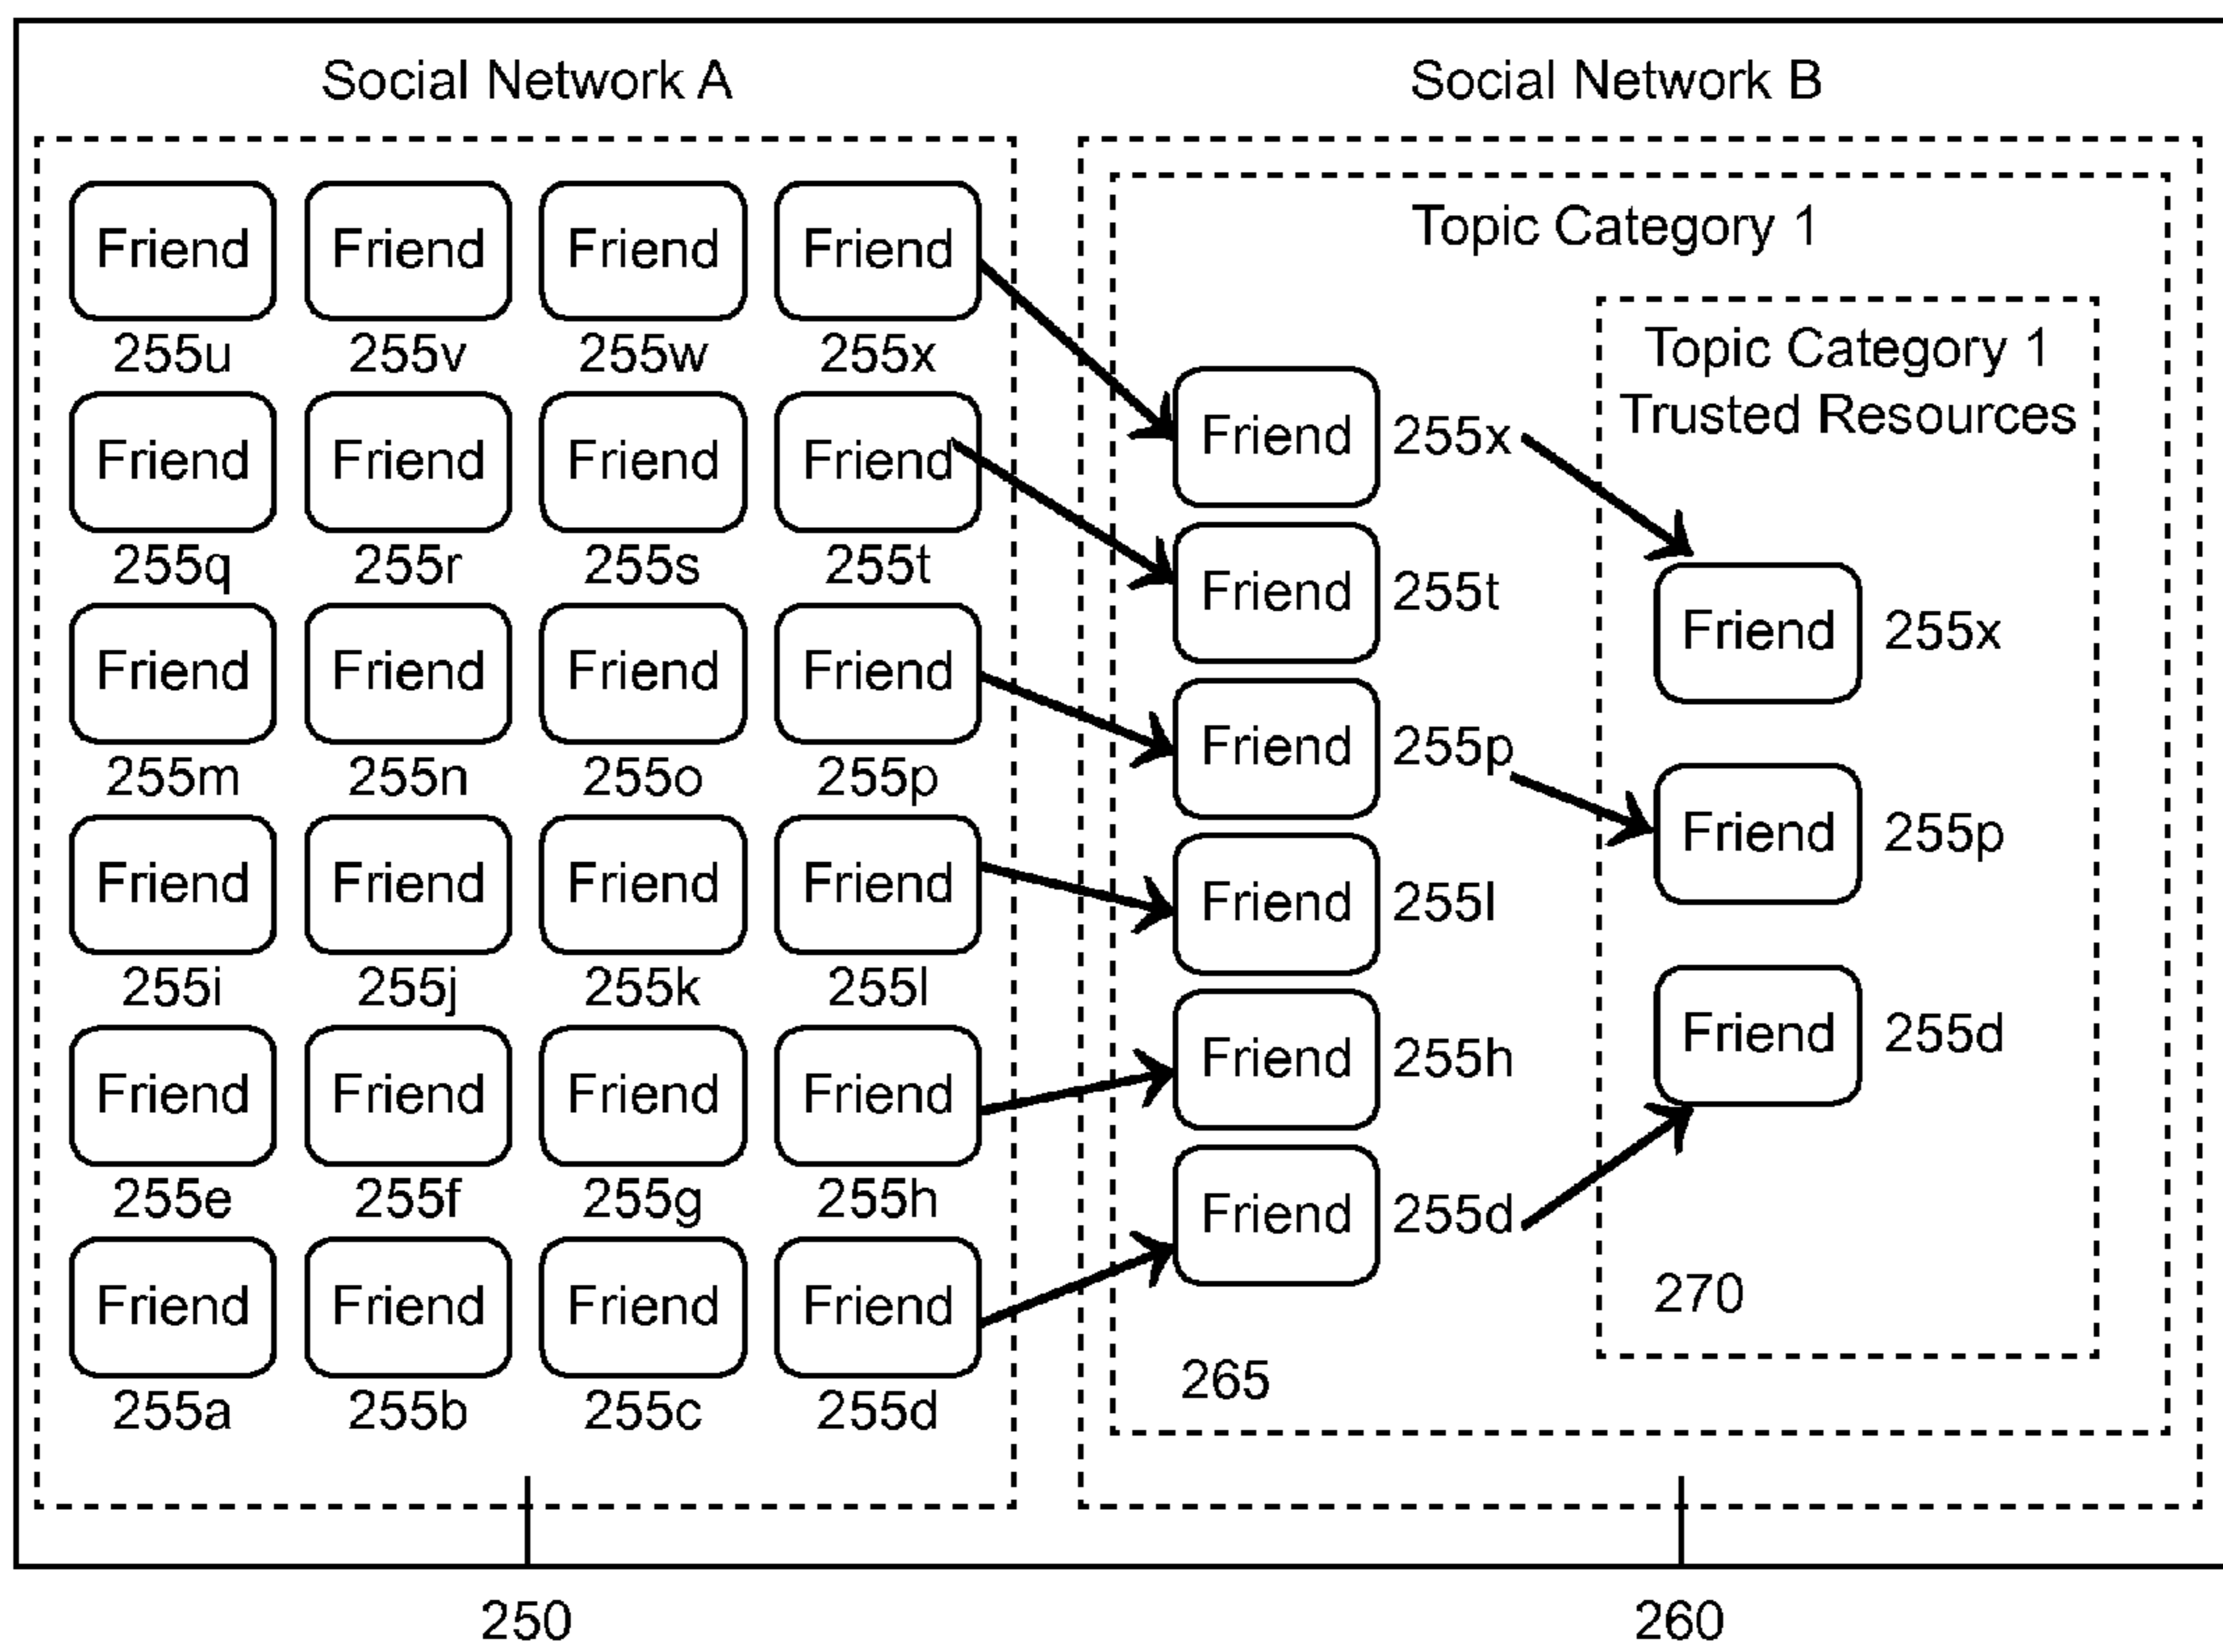 Social Network A
Friend Friend Friend Friend
255u 255v 255w 255x
Friend Friend Friend Friend
255q 255r 255s 255t
Friend Friend Friend Friend
255m 255n 255o 255p
Friend Friend Friend Friend
255i 255j 255k 255l
Friend Friend Friend Friend
255e 255f 255g 255h
Friend Friend Friend Friend
255a 255b 255c 255d
250
Social Network B
Topic Category 1
Friend 255x
Friend 255t
Friend 255p
Friend 255l
Friend 255h
Friend 255d
265
Topic Category 1
Trusted Resources
Friend 255x
Friend 255p
Friend 255d
270
260